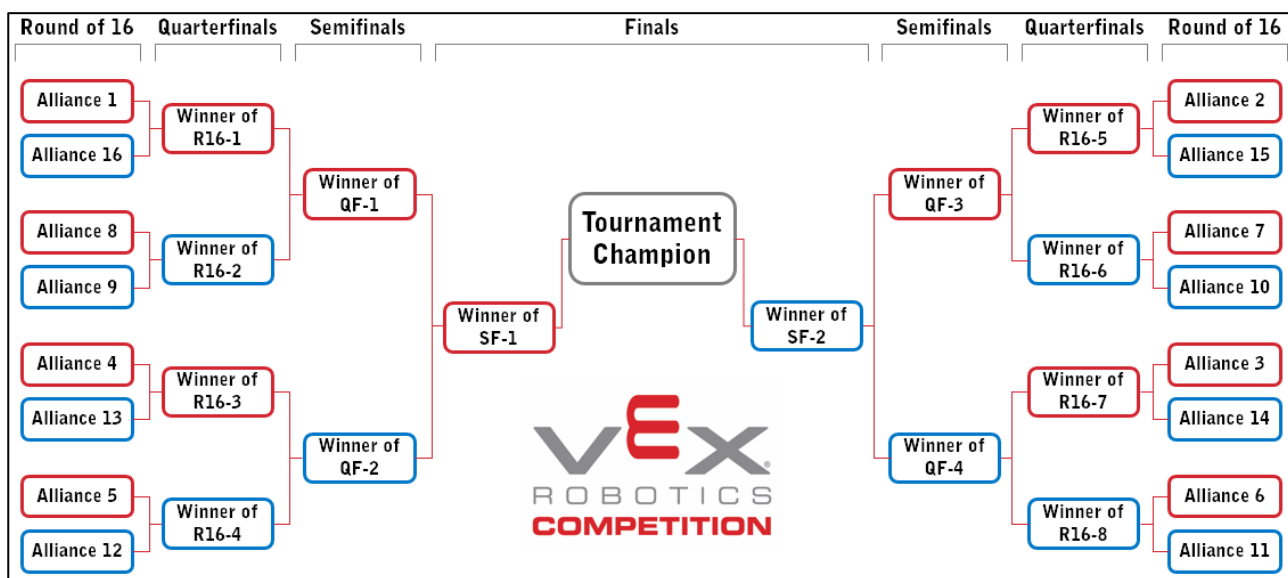 Round of 16
Quarterfinals
Semifinals
Finals
Semifinals
Quarterfinals
Round of 16
Alliance 1
Alliance 16
Alliance 8
Alliance 9
Alliance 4
Alliance 13
Alliance 5
Alliance 12
Winner of
R16-1
Winner of
R16-2
Winner of
R16-3
Winner of
R16-4
Winner of
QF-1
Winner of
QF-2
Winner of
SF-1
Tournament
Champion
Winner of
SF-2
Winner of
QF-3
Winner of
QF-4
Winner of
R16-5
Winner of
R16-6
Winner of
R16-7
Winner of
R16-8
Alliance 2
Alliance 15
Alliance 7
Alliance 10
Alliance 3
Alliance 14
Alliance 6
Alliance 11
VEX®
ROBOTICS
COMPETITION